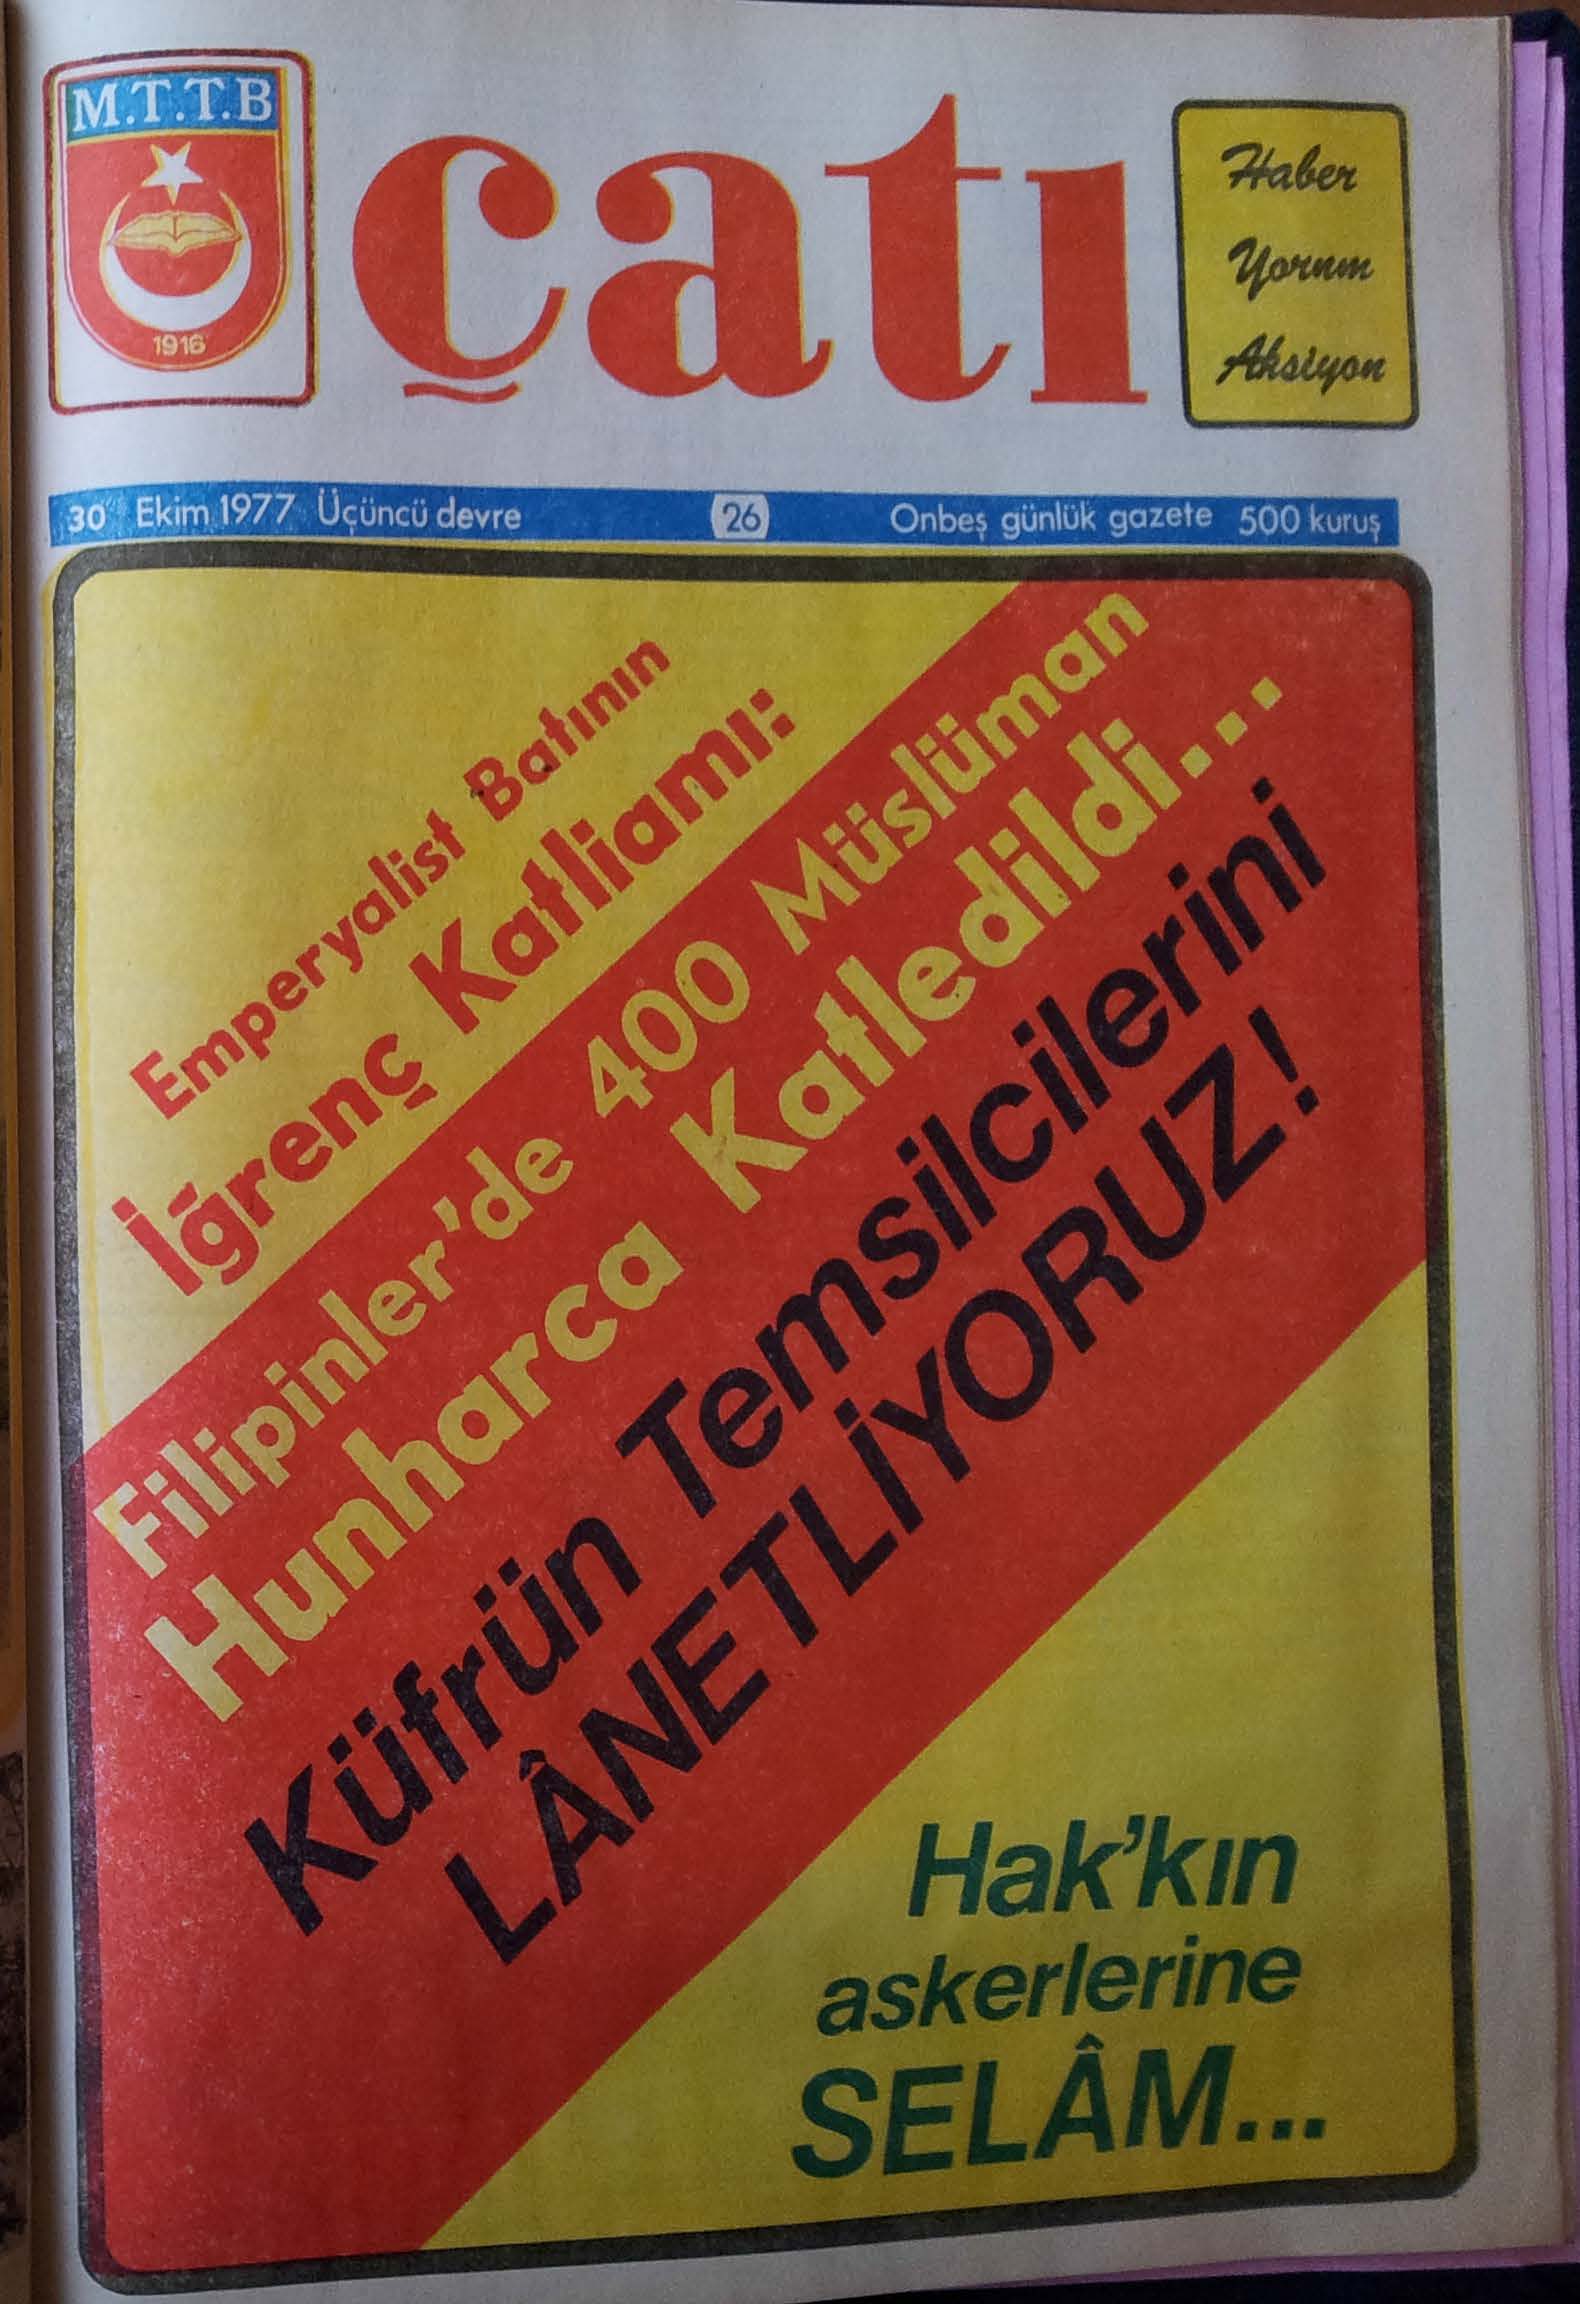 M.T.T.B
1916
çatı
Haber
Yorum
Aksiyon
30 Ekim 1977 Üçüncü devre 26 Onbeş günlük gazete 500 kuruş
Emperyalist Batının
İğrenç Katliamı:
Filipinler'de 400 Müslüman
Hunharca Katledildi...
Küfrün Temsilcilerini
LÂNETLİYORUZ!
Hak'kın
askerlerine
SELÂM...